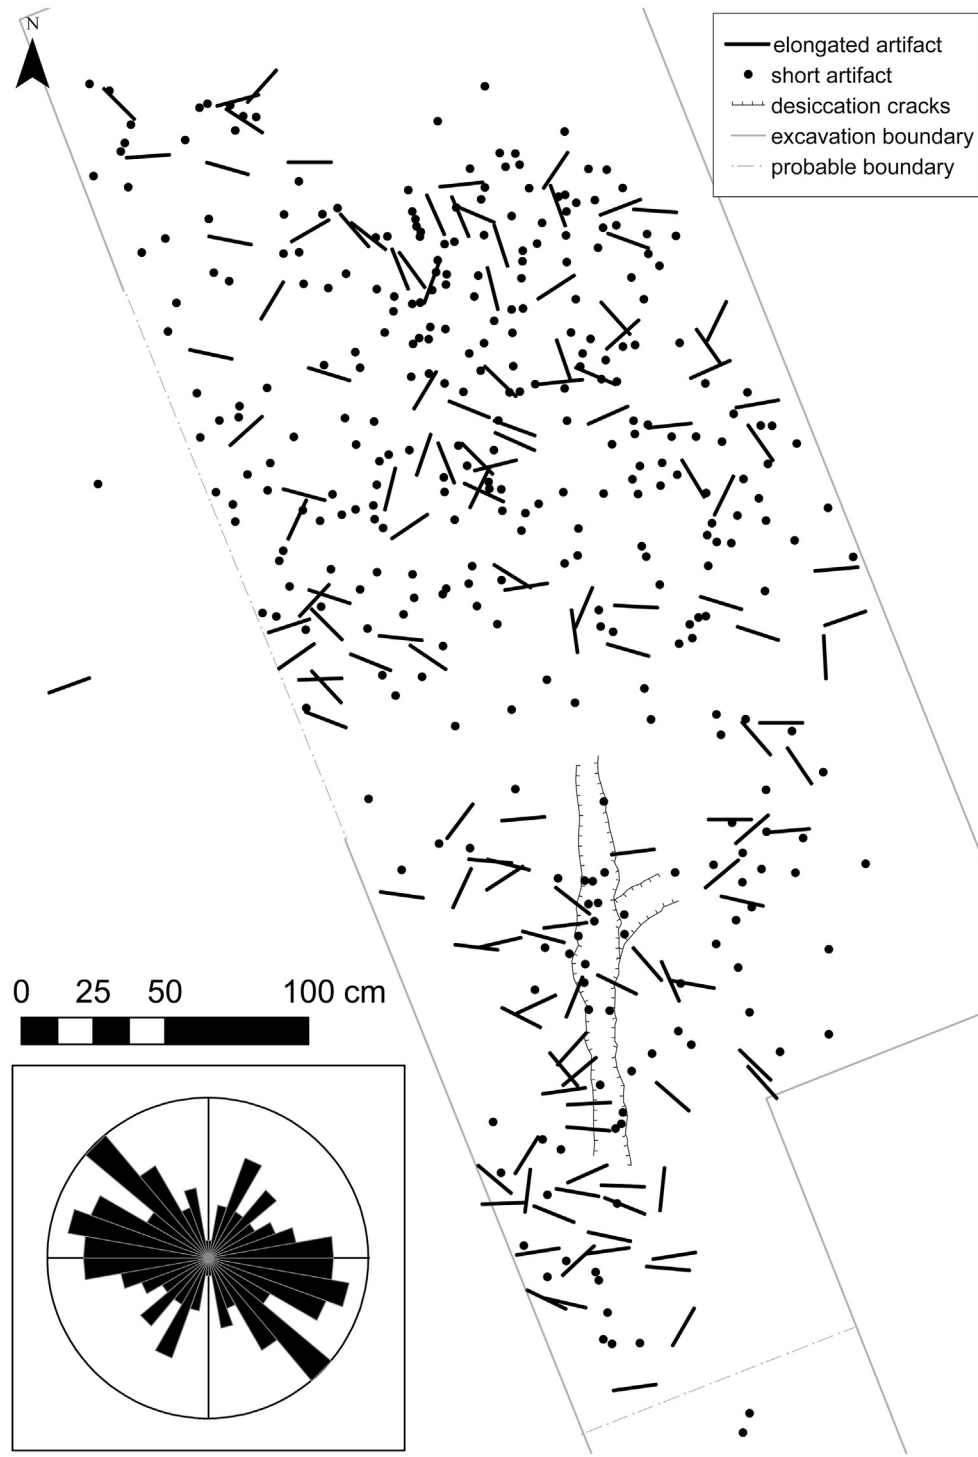 N
elongated artifact
short artifact
desiccation cracks
excavation boundary
probable boundary
0 25 50 100 cm